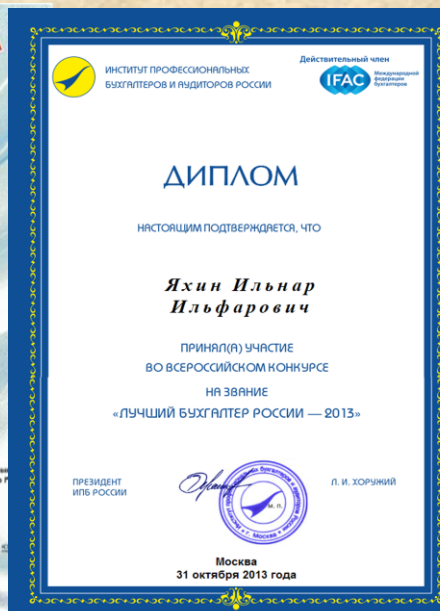 ИНСТИТУТ ПРОФЕССИОНАЛЬНЫХ
БУХГАЛТЕРОВ И АУДИТОРОВ РОССИИ
Действительный член
IFAC
Международной
федерации
бухгалтеров
ДИПЛОМ
НАСТОЯЩИМ ПОДТВЕРЖДАЕТСЯ, ЧТО
Яхин Ильнар
Ильфарович
ПРИНЯЛ(А) УЧАСТИЕ
ВО ВСЕРОССИЙСКОМ КОНКУРСЕ
НА ЗВАНИЕ
«ЛУЧШИЙ БУХГАЛТЕР РОССИИ — 2013»
ПРЕЗИДЕНТ
ИПБ РОССИИ
М. П.
Л. И. ХОРУЖИЙ
Москва
31 октября 2013 года